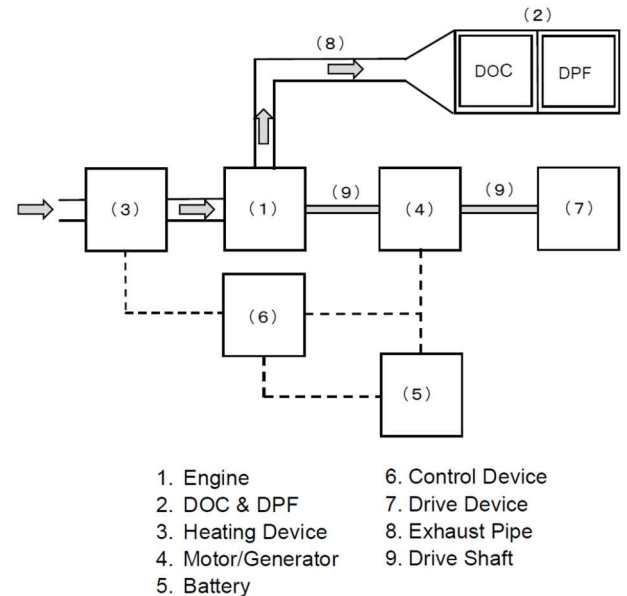 (2)
(8)
DOC DPF
(9) (9)
(3) (1) (4) (7)
(6)
(5)
1. Engine
2. DOC & DPF
3. Heating Device
4. Motor/Generator
5. Battery
6. Control Device
7. Drive Device
8. Exhaust Pipe
9. Drive Shaft